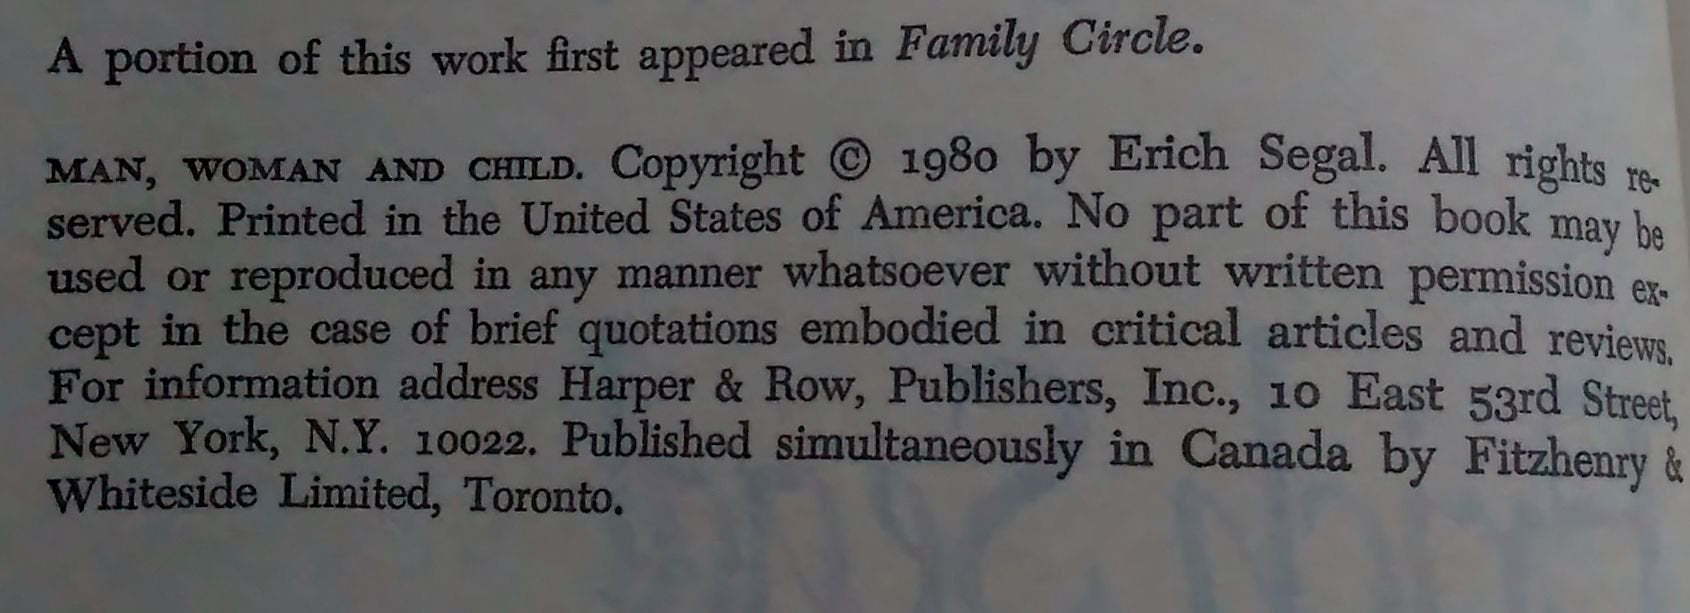 A portion of this work first appeared in Family Circle.
MAN, WOMAN AND CHILD. Copyright © 1980 by Erich Segal. All rights re-
served. Printed in the United States of America. No part of this book may be
used or reproduced in any manner whatsoever without written permission ex-
cept in the case of brief quotations embodied in critical articles and reviews.
For information address Harper & Row, Publishers, Inc., 10 East 53rd Street,
New York, N.Y. 10022. Published simultaneously in Canada by Fitzhenry &
Whiteside Limited, Toronto.